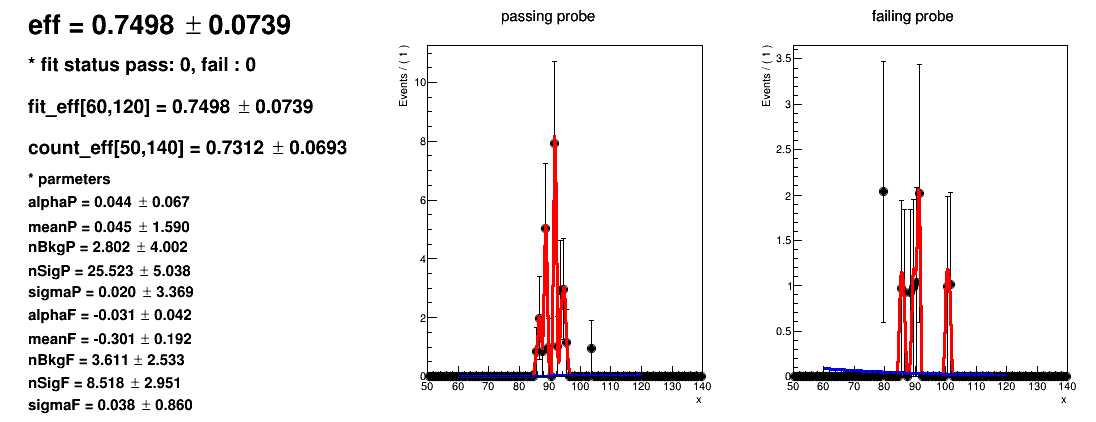 eff = 0.7498 ± 0.0739
* fit status pass: 0, fail : 0
fit_eff[60,120] = 0.7498 ± 0.0739
count_eff[50,140] = 0.7312 ± 0.0693
* parmeters
alphaP = 0.044 ± 0.067
meanP = 0.045 ± 1.590
nBkgP = 2.802 ± 4.002
nSigP = 25.523 ± 5.038
sigmaP = 0.020 ± 3.369
alphaF = -0.031 ± 0.042
meanF = -0.301 ± 0.192
nBkgF = 3.611 ± 2.533
nSigF = 8.518 ± 2.951
sigmaF = 0.038 ± 0.860
passing probe
Events / ( 1 )
10
8
6
4
2
0
50 60 70 80 90 100 110 120 130 140
x
failing probe
Events / ( 1 )
3.5
3
2.5
2
1.5
1
0.5
0
50 60 70 80 90 100 110 120 130 140
x